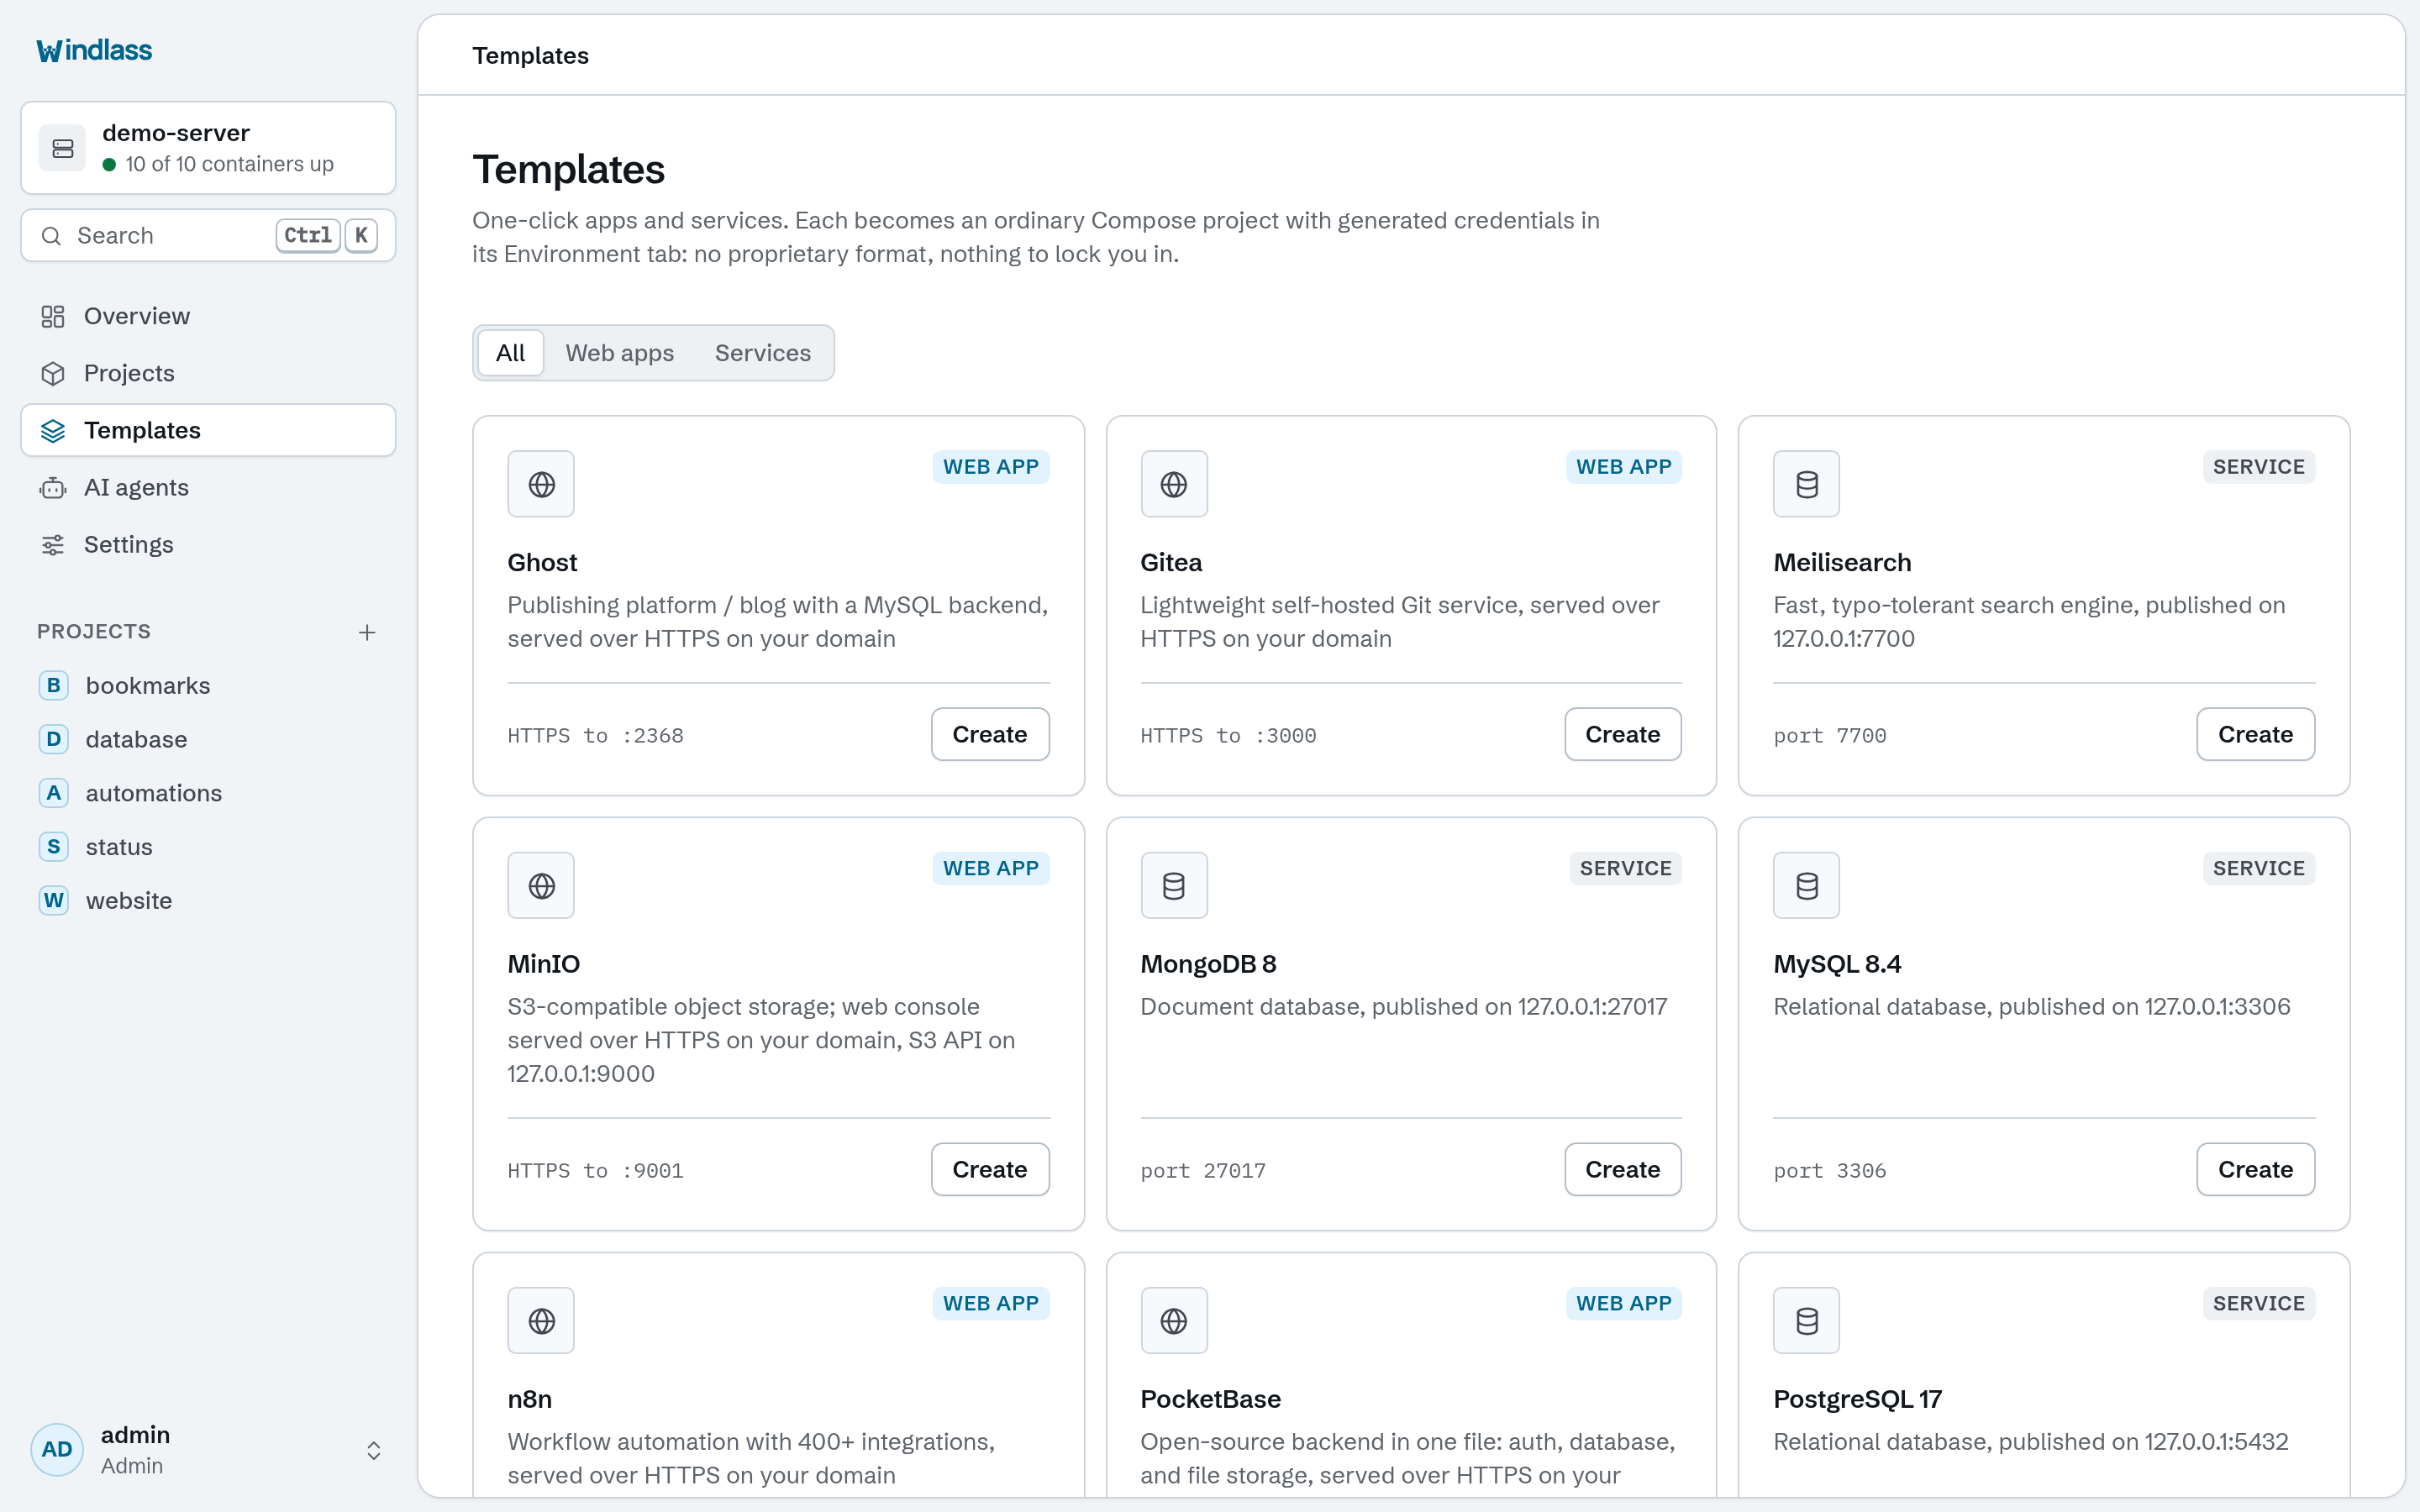 Windlass
demo-server
10 of 10 containers up
Search
Ctrl K
Overview
Projects
Templates
AI agents
Settings
PROJECTS
B bookmarks
D database
A automations
S status
W website
AD
admin
Admin
Templates
Templates
One-click apps and services. Each becomes an ordinary Compose project with generated credentials in
its Environment tab: no proprietary format, nothing to lock you in.
All Web apps Services
WEB APP
Ghost
Publishing platform / blog with a MySQL backend,
served over HTTPS on your domain
HTTPS to :2368
Create
WEB APP
Gitea
Lightweight self-hosted Git service, served over
HTTPS on your domain
HTTPS to :3000
Create
SERVICE
Meilisearch
Fast, typo-tolerant search engine, published on
127.0.0.1:7700
port 7700
Create
WEB APP
MinIO
S3-compatible object storage; web console
served over HTTPS on your domain, S3 API on
127.0.0.1:9000
HTTPS to :9001
Create
SERVICE
MongoDB 8
Document database, published on 127.0.0.1:27017
port 27017
Create
SERVICE
MySQL 8.4
Relational database, published on 127.0.0.1:3306
port 3306
Create
WEB APP
n8n
Workflow automation with 400+ integrations,
served over HTTPS on your domain
WEB APP
PocketBase
Open-source backend in one file: auth, database,
and file storage, served over HTTPS on your
SERVICE
PostgreSQL 17
Relational database, published on 127.0.0.1:5432